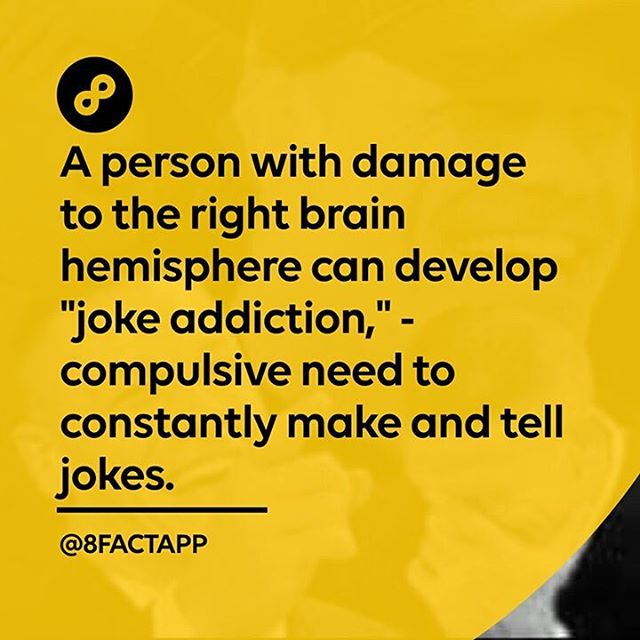 A person with damage
to the right brain
hemisphere can develop
"joke addiction," -
compulsive need to
constantly make and tell
jokes.
@8FACTAPP